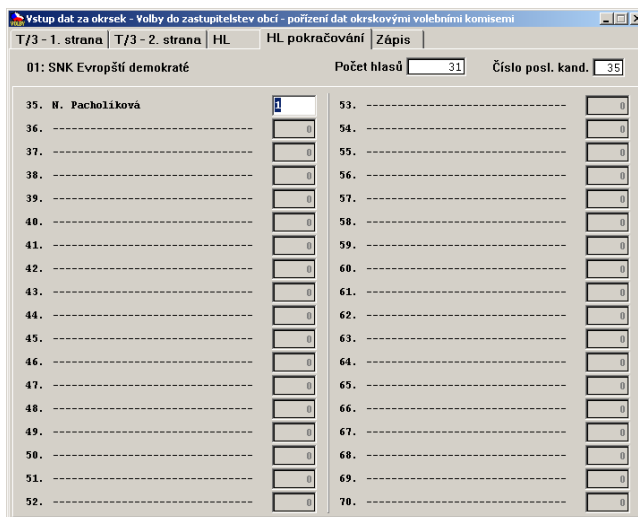 Vstup dat za okrsek - Volby do zastupitelstev obcí - pořízení dat okrskovými volebními komisemi
T/3 - 1. strana T/3 - 2. strana HL HL pokračování Zápis
01: SNK Evropští demokraté Počet hlasů 31 Číslo posl. kand. 35
35. N. Pacholíková 1 53. ------------------------------ 0
36. ------------------------------ 0 54. ------------------------------ 0
37. ------------------------------ 0 55. ------------------------------ 0
38. ------------------------------ 0 56. ------------------------------ 0
39. ------------------------------ 0 57. ------------------------------ 0
40. ------------------------------ 0 58. ------------------------------ 0
41. ------------------------------ 0 59. ------------------------------ 0
42. ------------------------------ 0 60. ------------------------------ 0
43. ------------------------------ 0 61. ------------------------------ 0
44. ------------------------------ 0 62. ------------------------------ 0
45. ------------------------------ 0 63. ------------------------------ 0
46. ------------------------------ 0 64. ------------------------------ 0
47. ------------------------------ 0 65. ------------------------------ 0
48. ------------------------------ 0 66. ------------------------------ 0
49. ------------------------------ 0 67. ------------------------------ 0
50. ------------------------------ 0 68. ------------------------------ 0
51. ------------------------------ 0 69. ------------------------------ 0
52. ------------------------------ 0 70. ------------------------------ 0